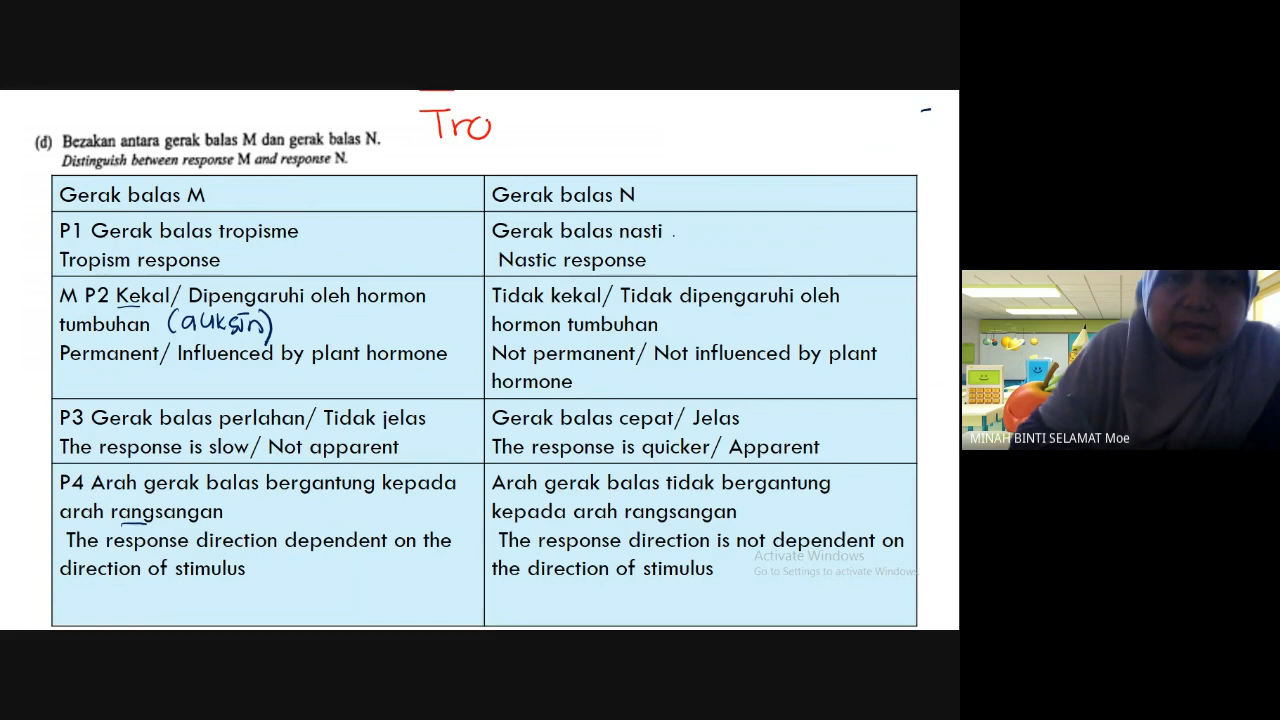 Tro
(d) Bezakan antara gerak balas M dan gerak balas N.
Distinguish between response M and response N.
Gerak balas M
Gerak balas N
P1 Gerak balas tropisme
Tropism response
Gerak balas nasti
Nastic response
M P2 Kekal/ Dipengaruhi oleh hormon
tumbuhan (auksin)
Permanent/ Influenced by plant hormone
Tidak kekal/ Tidak dipengaruhi oleh
hormon tumbuhan
Not permanent/ Not influenced by plant
hormone
P3 Gerak balas perlahan/ Tidak jelas
The response is slow/ Not apparent
Gerak balas cepat/ Jelas
The response is quicker/ Apparent
P4 Arah gerak balas bergantung kepada
arah rangsangan
The response direction dependent on the
direction of stimulus
Arah gerak balas tidak bergantung
kepada arah rangsangan
The response direction is not dependent on
the direction of stimulus
Activate Windows
Go to Settings to activate Windows.
MINAH BINTI SELAMAT Moe